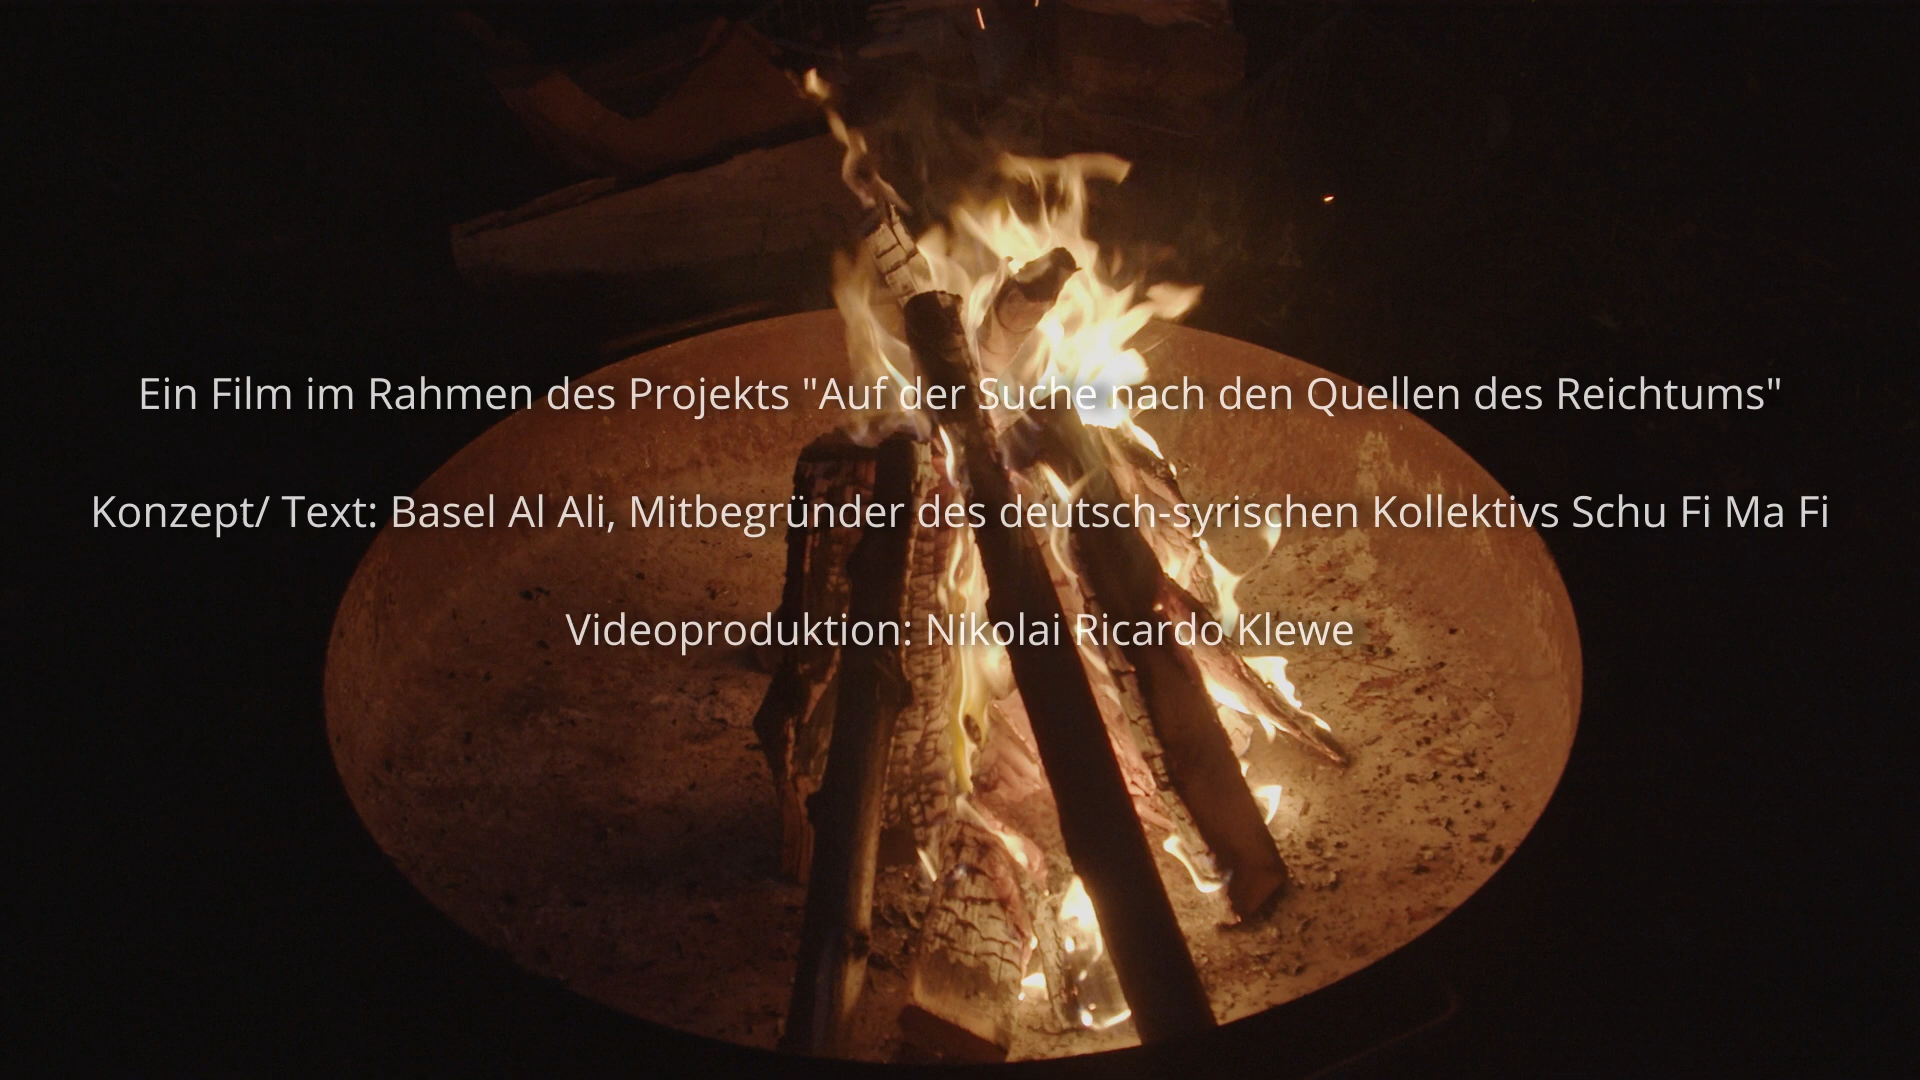 Ein Film im Rahmen des Projekts "Auf der Suche nach den Quellen des Reichtums"
Konzept/ Text: Basel Al Ali, Mitbegründer des deutsch-syrischen Kollektivs Schu Fi Ma Fi
Videoproduktion: Nikolai Ricardo Klewe